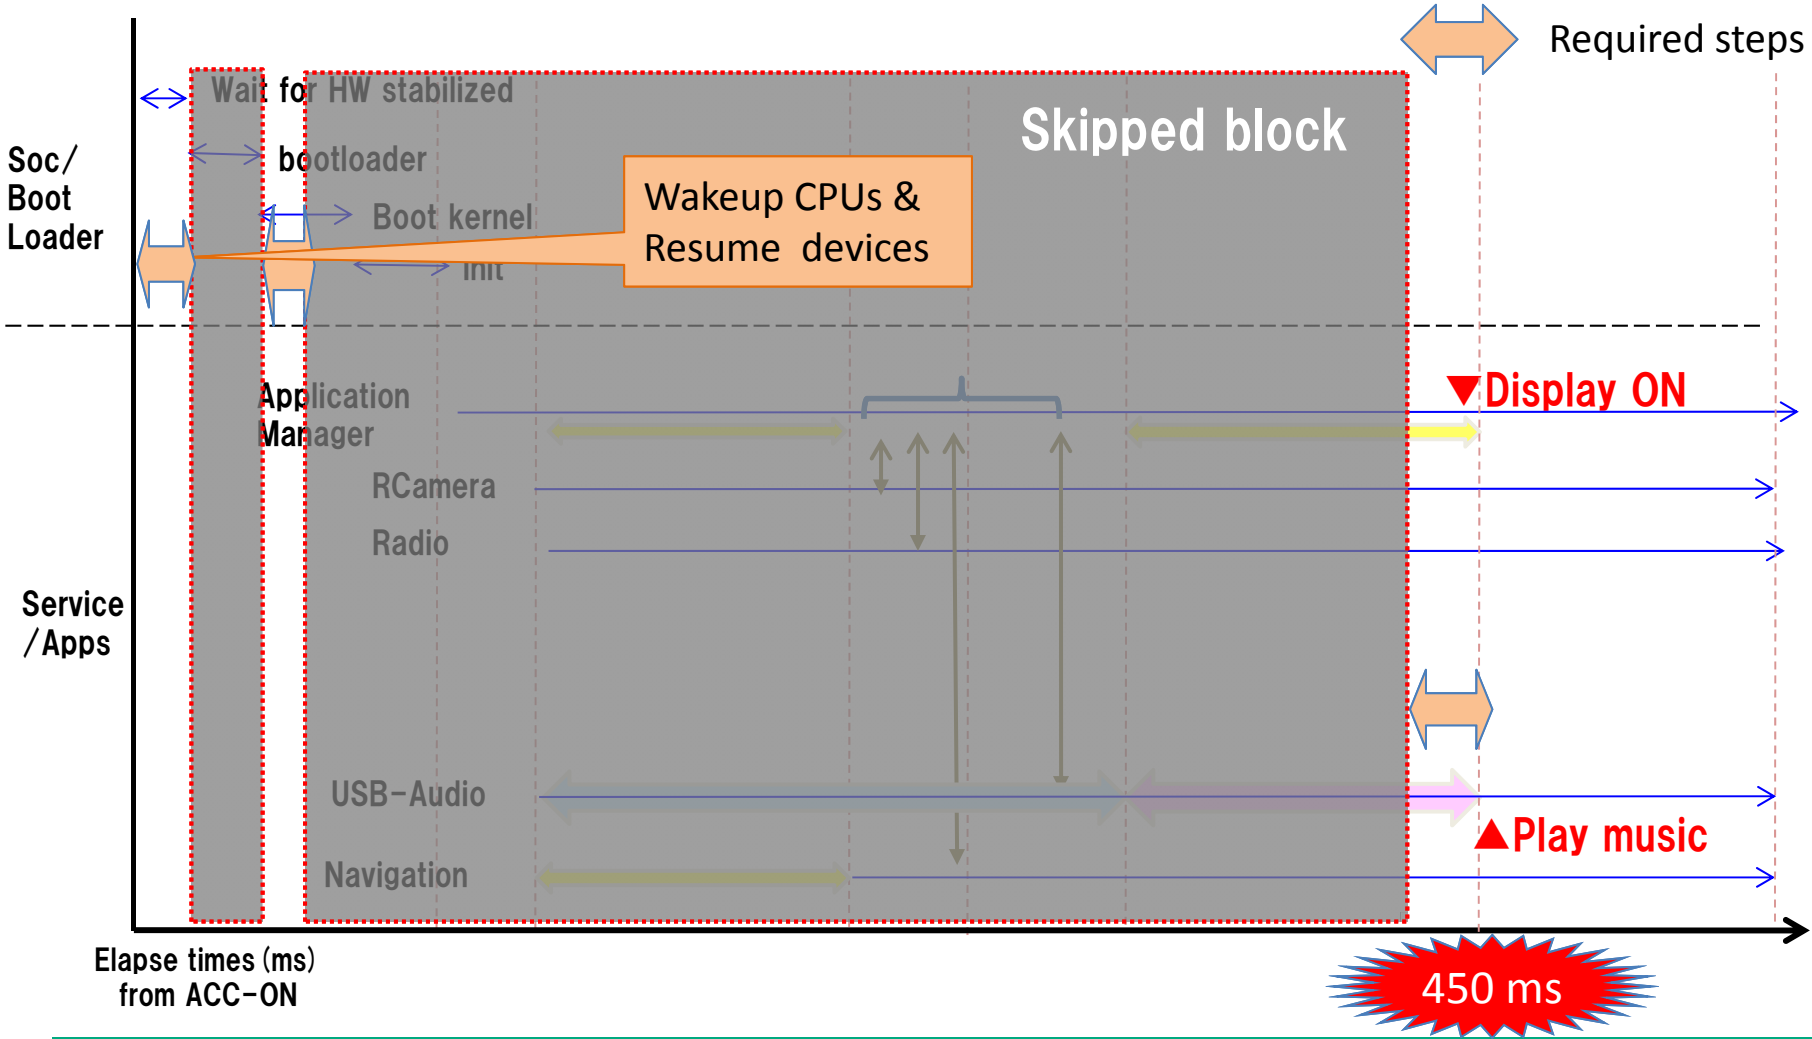 Required steps
Wait for HW stabilized
Skipped block
Soc/
Boot
Loader
bootloader
Boot kernel
Init
Wakeup CPUs &
Resume devices
Application
Manager
▼Display ON
RCamera
Radio
Service
/Apps
USB-Audio
▲Play music
Navigation
Elapse times (ms)
from ACC-ON
450 ms